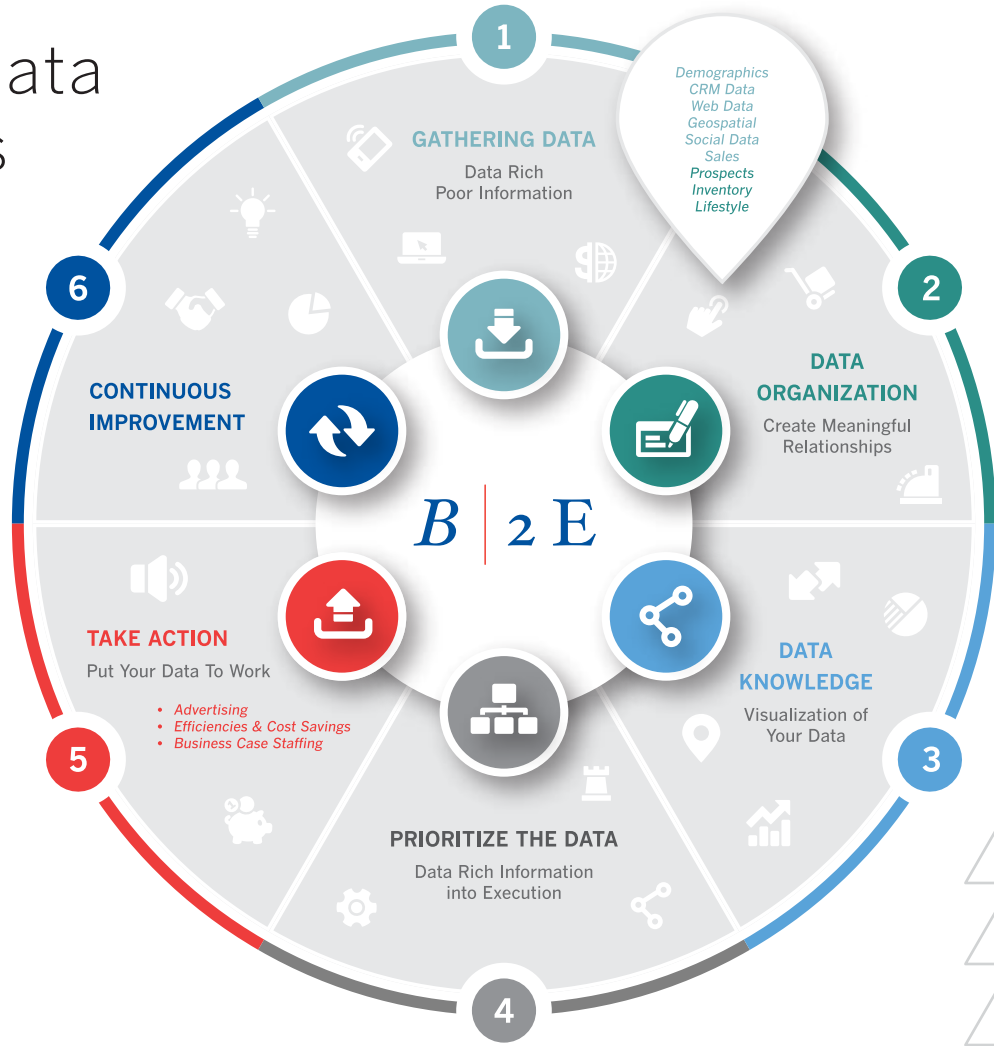 ata
s
1
GATHERING DATA
Data Rich
Poor Information
Demographics
CRM Data
Web Data
Geospatial
Social Data
Sales
Prospects
Inventory
Lifestyle
2
DATA
ORGANIZATION
Create Meaningful
Relationships
3
DATA
KNOWLEDGE
Visualization of
Your Data
4
PRIORITIZE THE DATA
Data Rich Information
into Execution
5
TAKE ACTION
Put Your Data To Work
• Advertising
• Efficiencies & Cost Savings
• Business Case Staffing
6
CONTINUOUS
IMPROVEMENT
B | 2 E
$